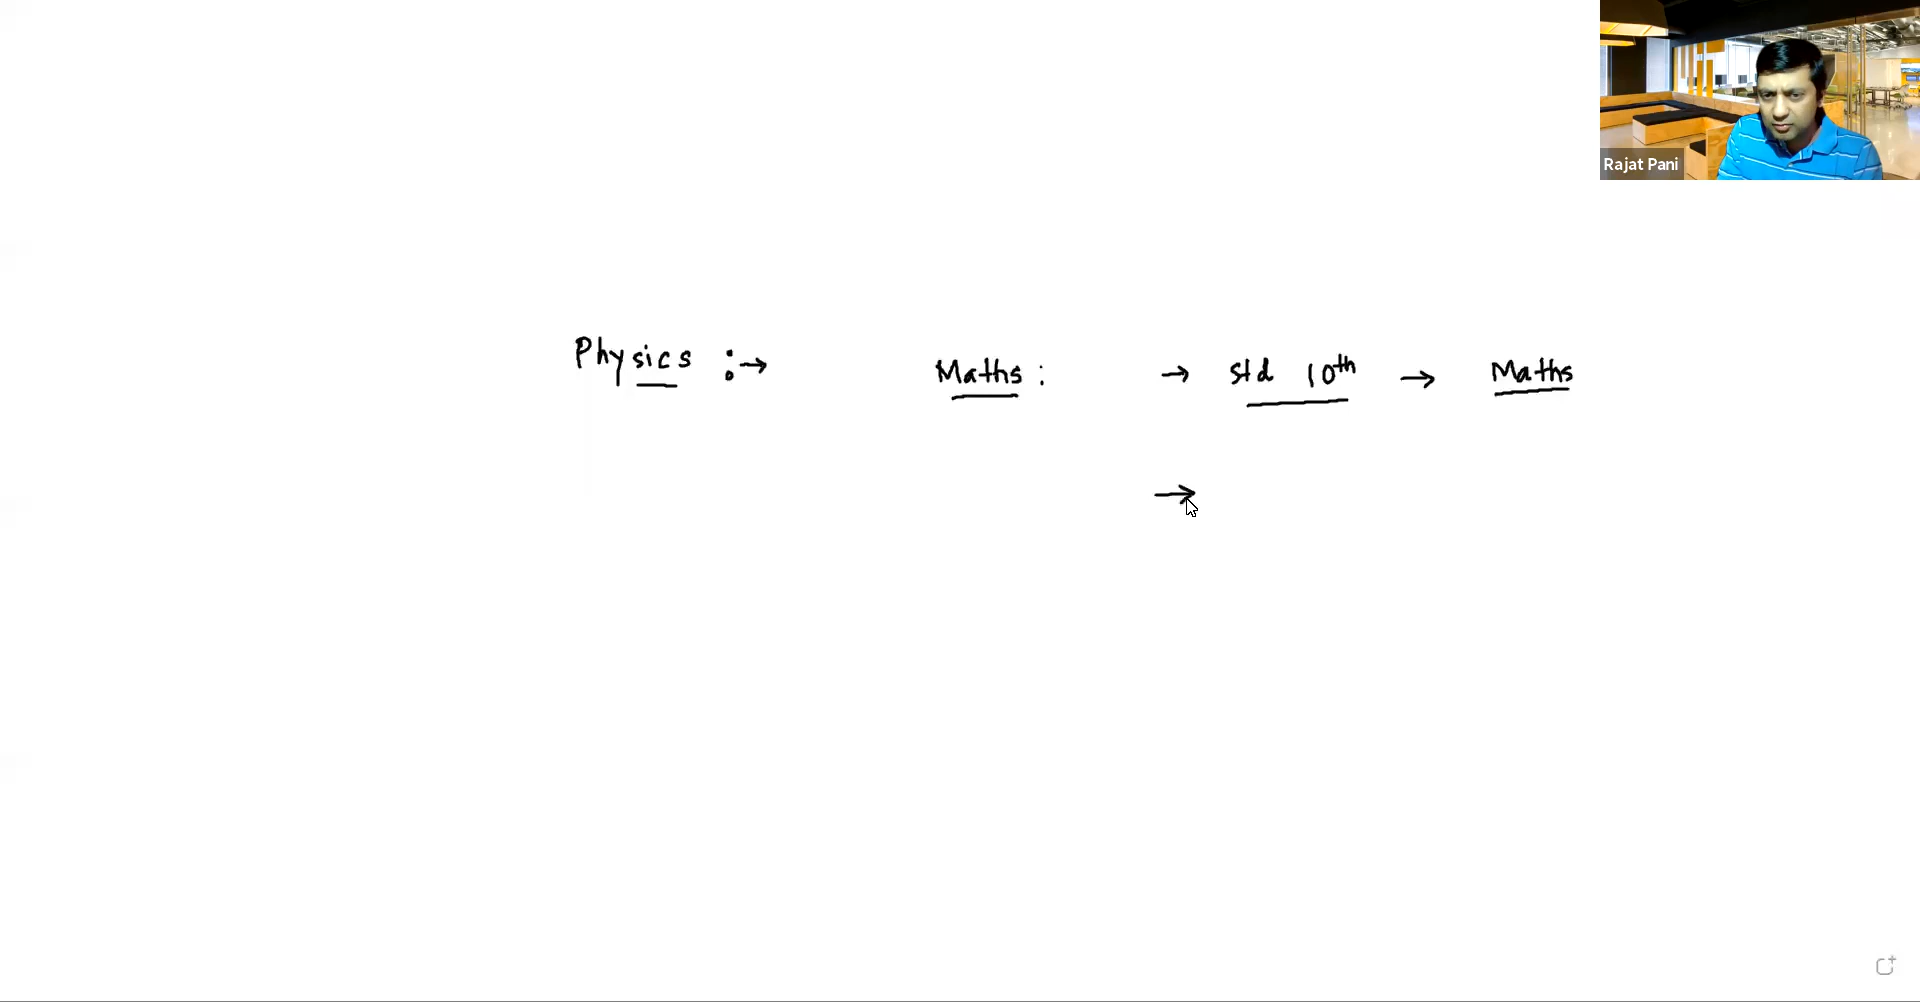 Rajat Pani
Physics :→ Maths : → Std 10th → Maths
→